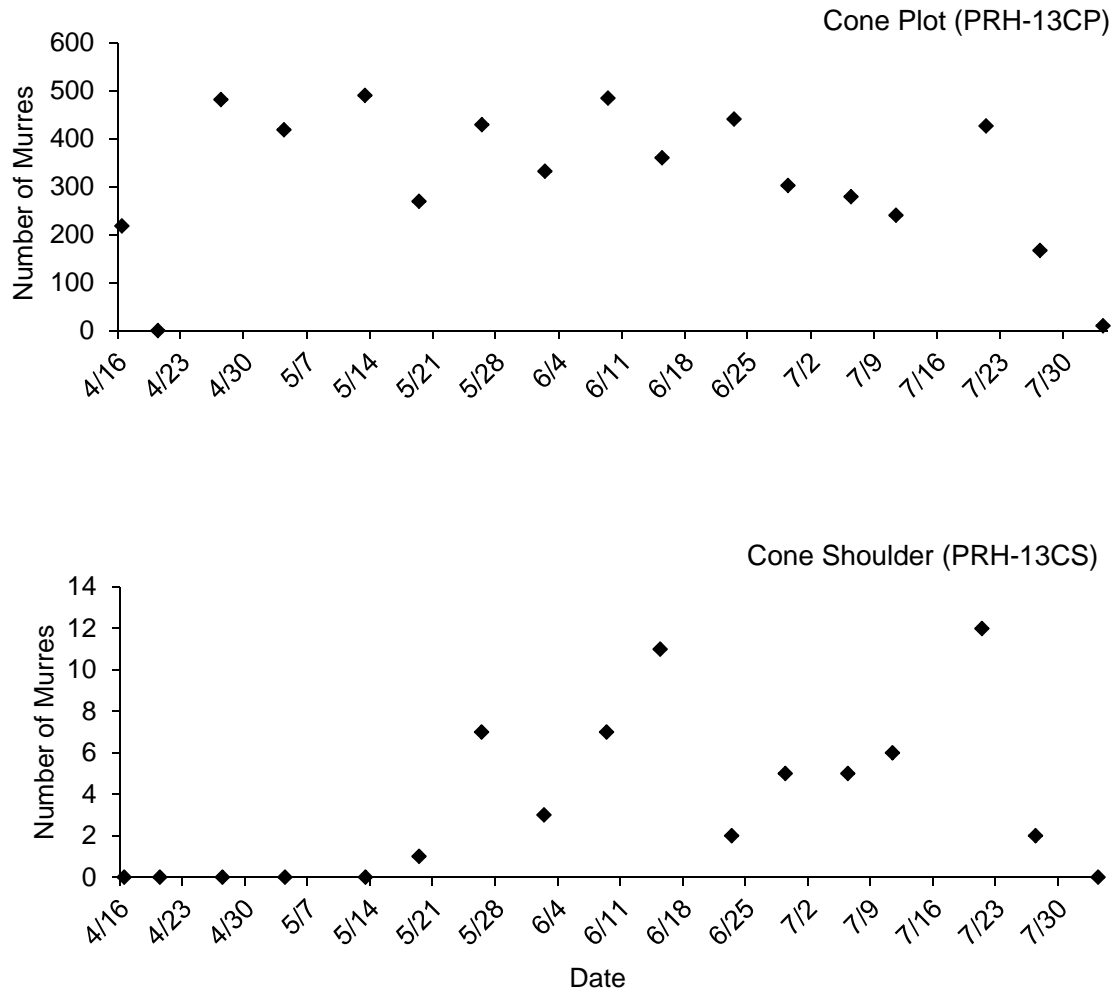 Cone Plot (PRH-13CP)
Number of Murres
600
500
400
300
200
100
0
4/16 4/23 4/30 5/7 5/14 5/21 5/28 6/4 6/11 6/18 6/25 7/2 7/9 7/16 7/23 7/30
Cone Shoulder (PRH-13CS)
Number of Murres
14
12
10
8
6
4
2
0
4/16 4/23 4/30 5/7 5/14 5/21 5/28 6/4 6/11 6/18 6/25 7/2 7/9 7/16 7/23 7/30
Date